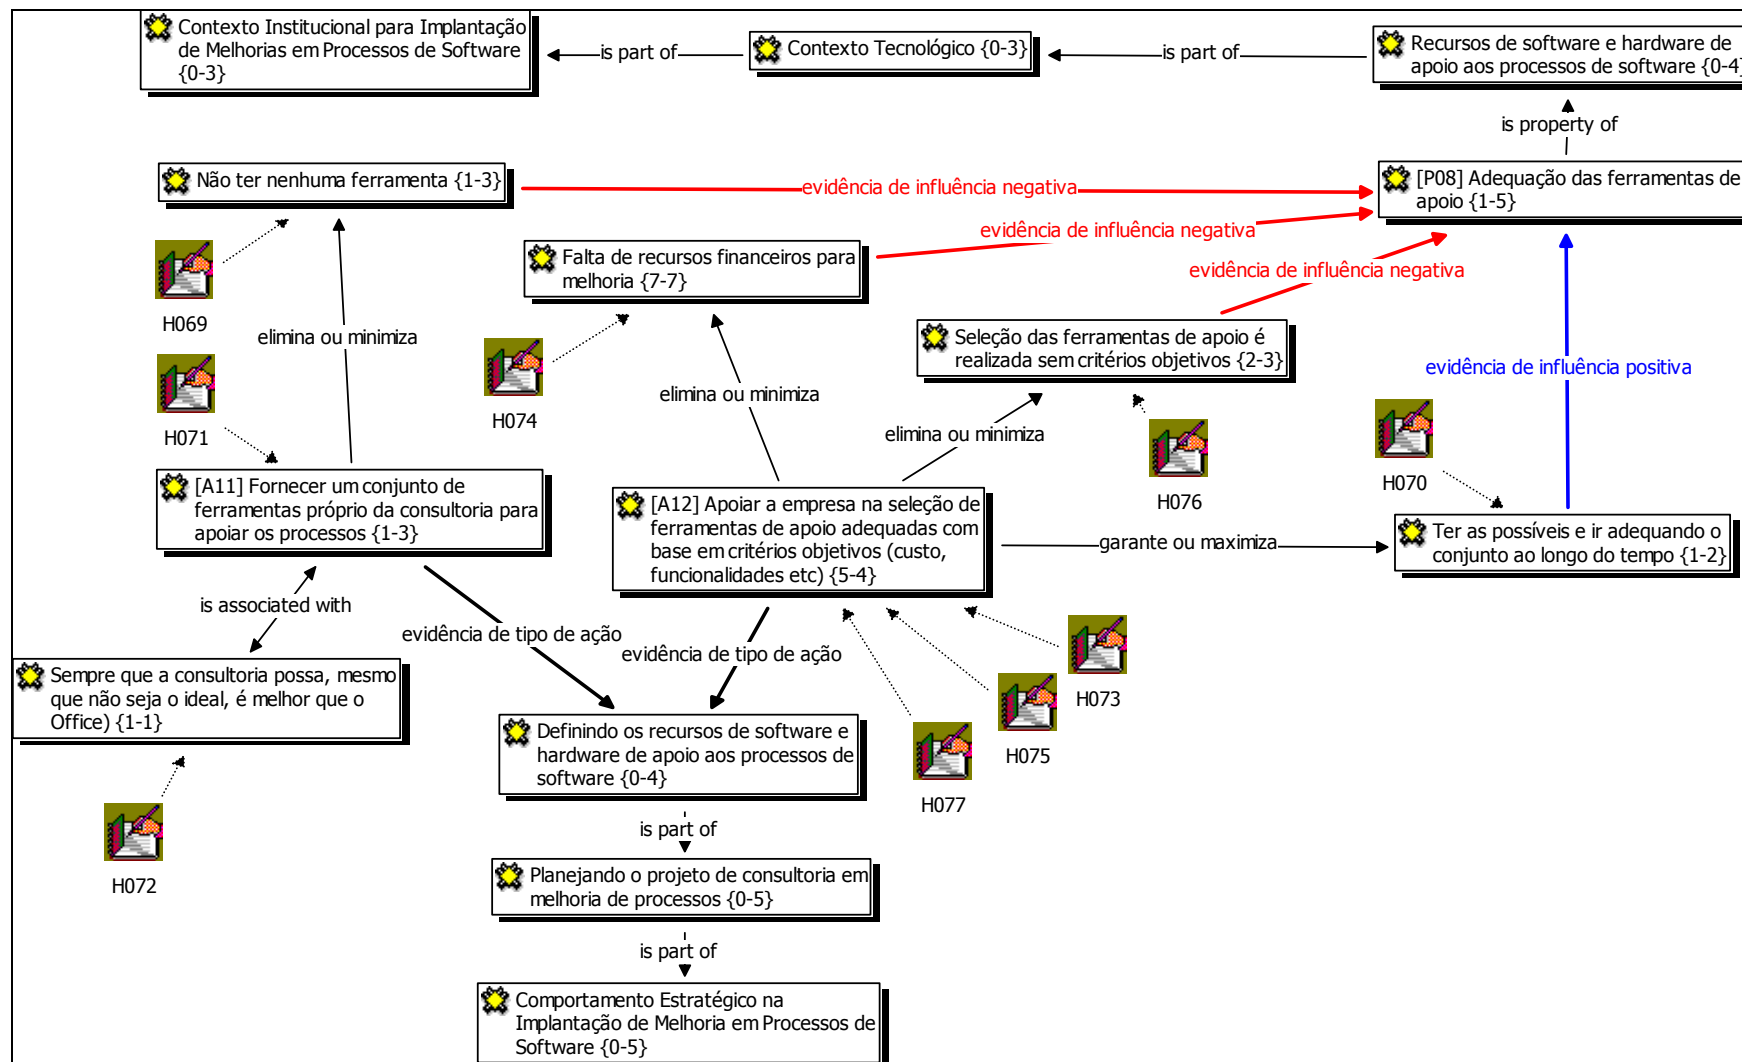 Contexto Institucional para Implantação
de Melhorias em Processos de Software
{0-3}
is part of
Contexto Tecnológico {0-3}
is part of
Recursos de software e hardware de
apoio aos processos de software {0-4}
is property of
Não ter nenhuma ferramenta {1-3}
evidência de influência negativa
[P08] Adequação das ferramentas de
apoio {1-5}
evidência de influência negativa
Falta de recursos financeiros para
melhoria {7-7}
evidência de influência negativa
H069
elimina ou minimiza
Seleção das ferramentas de apoio é
realizada sem critérios objetivos {2-3}
evidência de influência positiva
H071
H074
elimina ou minimiza
elimina ou minimiza
H076
H070
[A11] Fornecer um conjunto de
ferramentas próprio da consultoria para
apoiar os processos {1-3}
[A12] Apoiar a empresa na seleção de
ferramentas de apoio adequadas com
base em critérios objetivos (custo,
funcionalidades etc) {5-4}
garante ou maximiza
Ter as possíveis e ir adequando o
conjunto ao longo do tempo {1-2}
is associated with
evidência de tipo de ação
evidência de tipo de ação
Sempre que a consultoria possa, mesmo
que não seja o ideal, é melhor que o
Office) {1-1}
H073
H075
H077
Definindo os recursos de software e
hardware de apoio aos processos de
software {0-4}
H072
is part of
Planejando o projeto de consultoria em
melhoria de processos {0-5}
is part of
Comportamento Estratégico na
Implantação de Melhoria em Processos de
Software {0-5}